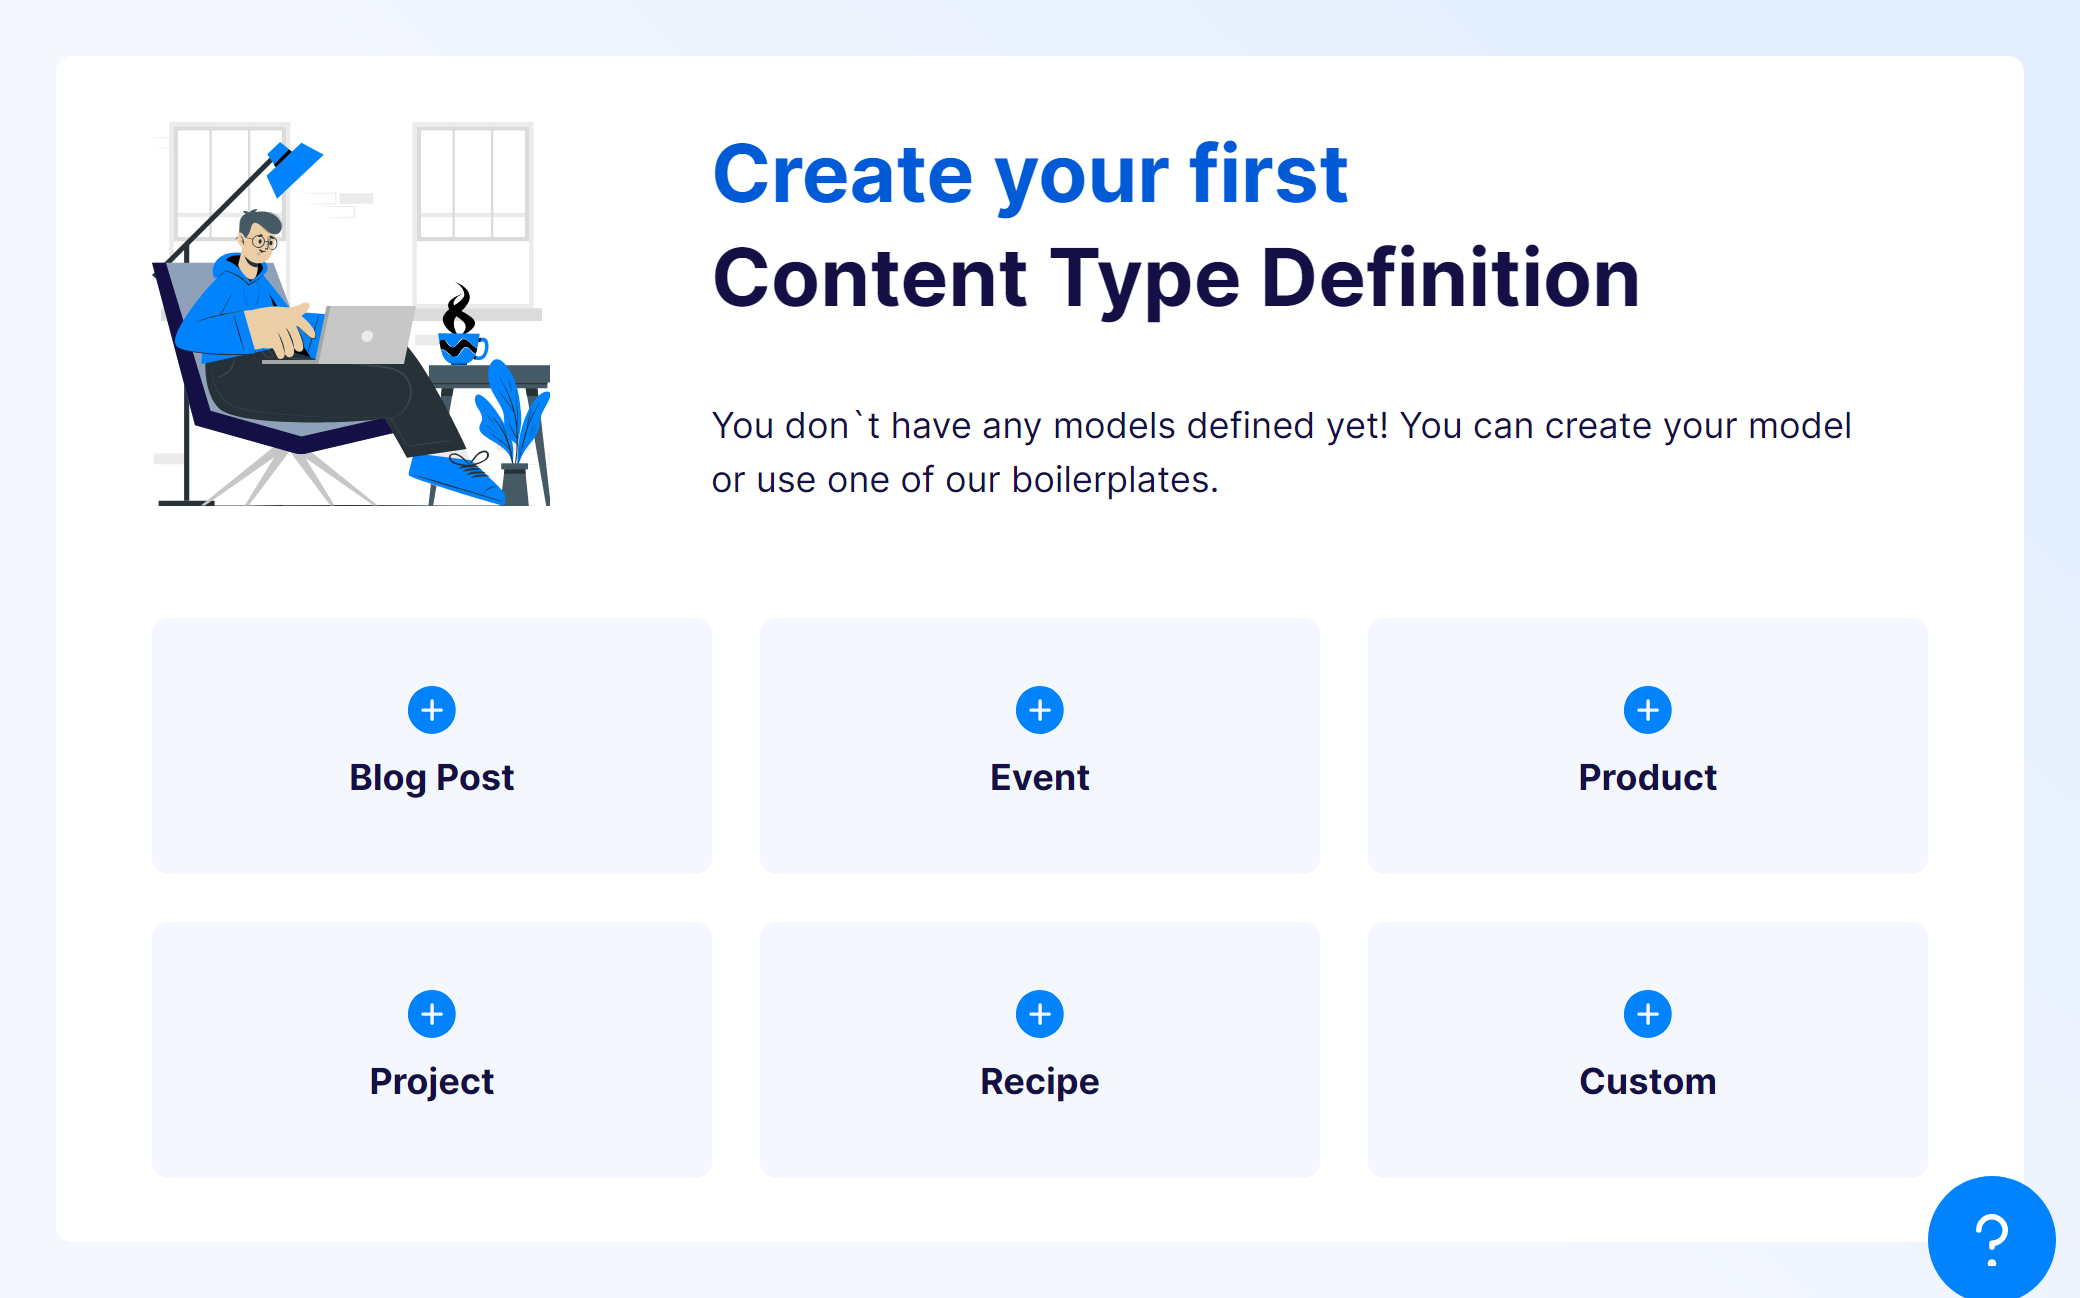 Create your first
Content Type Definition
You don`t have any models defined yet! You can create your model
or use one of our boilerplates.
Blog Post
Event
Product
Project
Recipe
Custom
?